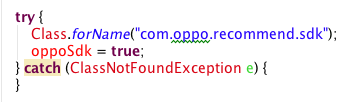 try {
Class.forName("com.oppo.recommend.sdk");
oppoSdk = true;
} catch (ClassNotFoundException e) {
}